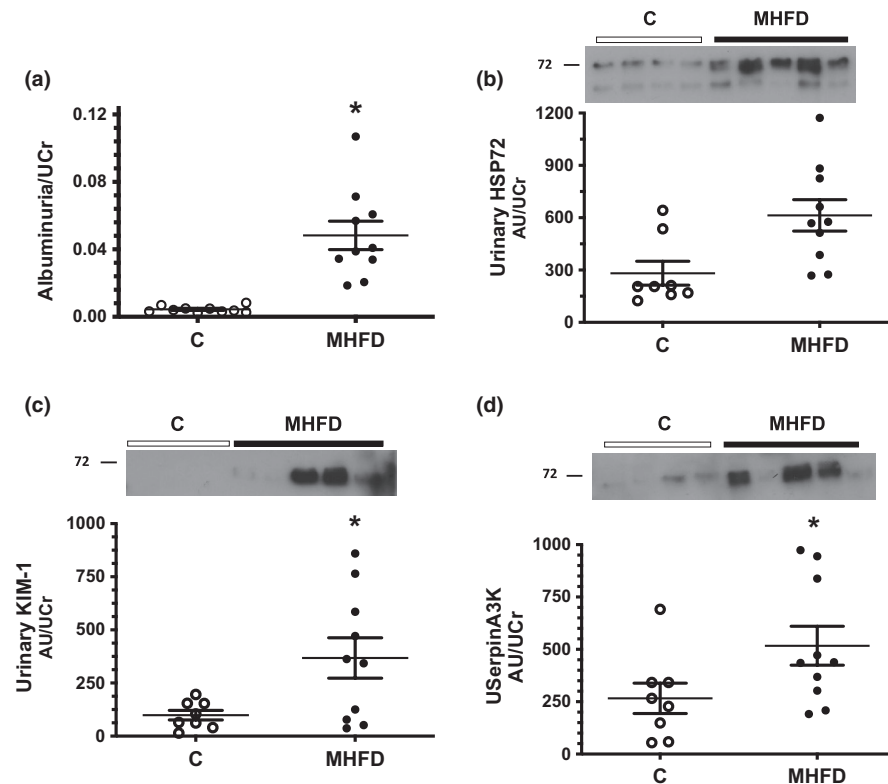 (a)
Albuminuria/UCr
0.12
0.08
0.04
0.00
*
C
MHFD
(b)
C
MHFD
72
Urinary HSP72
AU/UCr
1200
900
600
300
0
C
MHFD
(c)
C
MHFD
72
Urinary KIM-1
AU/UCr
1000
750
500
250
0
*
C
MHFD
(d)
C
MHFD
72
USerpinA3K
AU/UCr
1000
750
500
250
0
*
C
MHFD